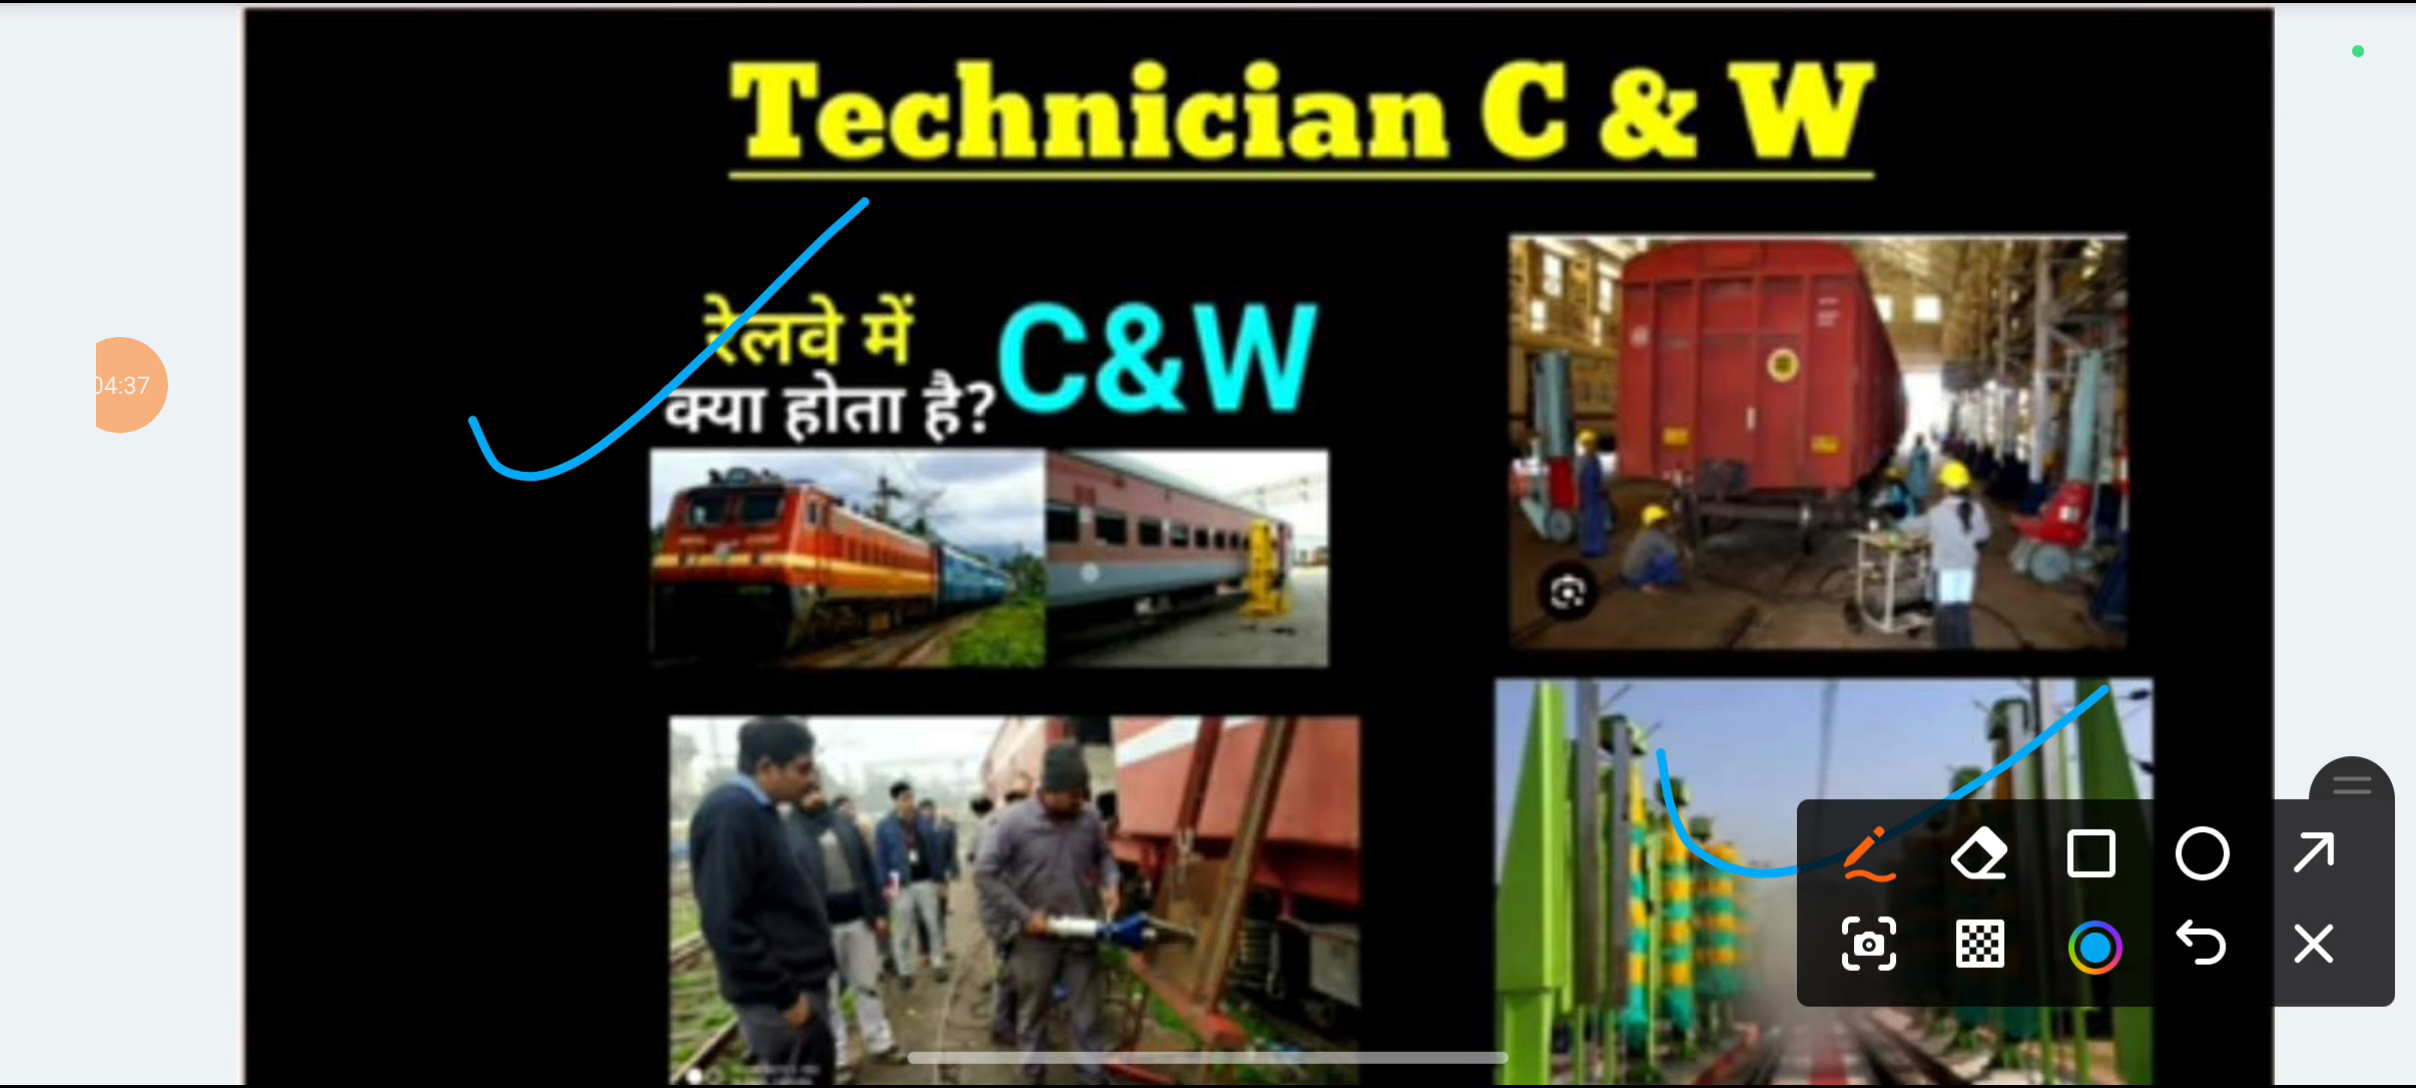 Technician C & W
रेलवे में
क्या होता है?
C&W
04:37